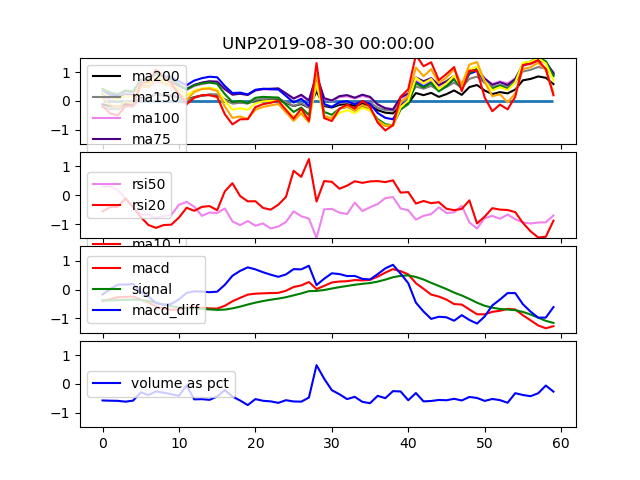 UNP2019-08-30 00:00:00
1
0
−1
ma200
ma150
ma100
ma75
1
0
−1
rsi50
rsi20
ma10
1
0
−1
macd
signal
macd_diff
1
0
−1
volume as pct
0 10 20 30 40 50 60